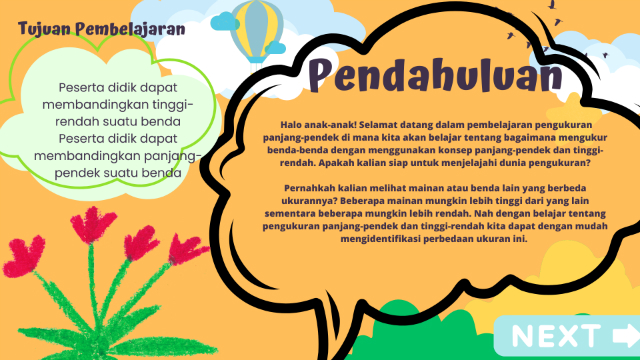 Tujuan Pembelajaran
Peserta didik dapat
membandingkan tinggi-
rendah suatu benda
Peserta didik dapat
membandingkan panjang-
pendek suatu benda
Pendahuluan
Halo anak-anak! Selamat datang dalam pembelajaran pengukuran
panjang-pendek di mana kita akan belajar tentang bagaimana mengukur
benda-benda dengan menggunakan konsep panjang-pendek dan tinggi-
rendah. Apakah kalian siap untuk menjelajahi dunia pengukuran?
Pernahkah kalian melihat mainan atau benda lain yang berbeda
ukurannya? Beberapa mainan mungkin lebih tinggi dari yang lain
sementara beberapa mungkin lebih rendah. Nah dengan belajar tentang
pengukuran panjang-pendek dan tinggi-rendah kita dapat dengan mudah
mengidentifikasi perbedaan ukuran ini.
NEXT